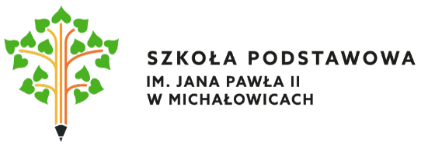 SZKOŁA PODSTAWOWA
IM. JANA PAWŁA II
W MICHAŁOWICACH